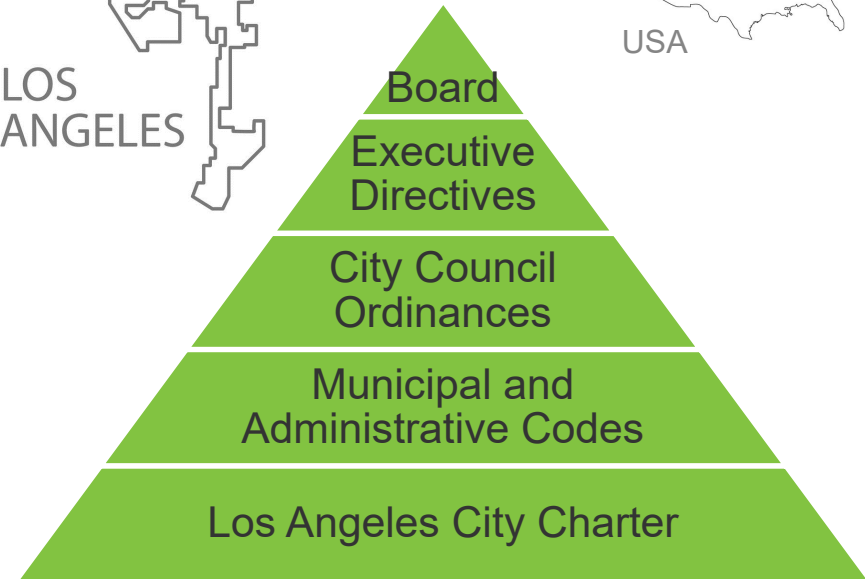 USA
LOS
ANGELES
Board
Executive
Directives
City Council
Ordinances
Municipal and
Administrative Codes
Los Angeles City Charter